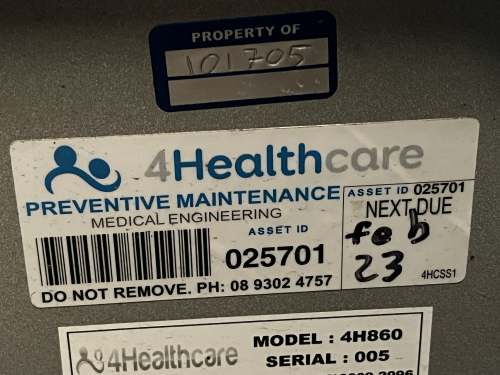 PROPERTY OF
101705
4Healthcare
PREVENTIVE MAINTENANCE
MEDICAL ENGINEERING
ASSET ID
025701
DO NOT REMOVE. PH: 08 9302 4757
ASSET ID 025701
NEXT DUE
feb
23
4HCSS1
4Healthcare
MODEL : 4H860
SERIAL : 005